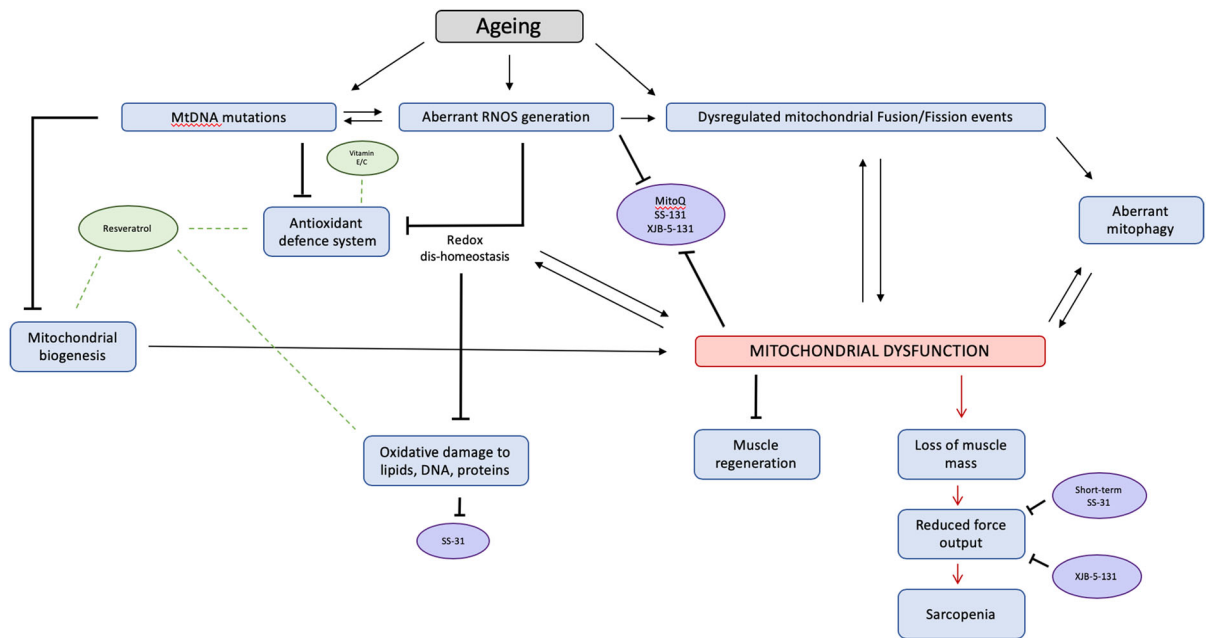 Ageing
MtDNA mutations
Aberrant RNOS generation
Dysregulated mitochondrial Fusion/Fission events
Vitamin
E/C
MitoQ
SS-131
XJB-5-131
Aberrant
mitophagy
Resveratrol
Antioxidant
defence system
Redox
dis-homeostasis
Mitochondrial
biogenesis
MITOCHONDRIAL DYSFUNCTION
Oxidative damage to
lipids, DNA, proteins
Muscle
regeneration
Loss of muscle
mass
Short-term
SS-31
Reduced force
output
SS-31
XJB-5-131
Sarcopenia